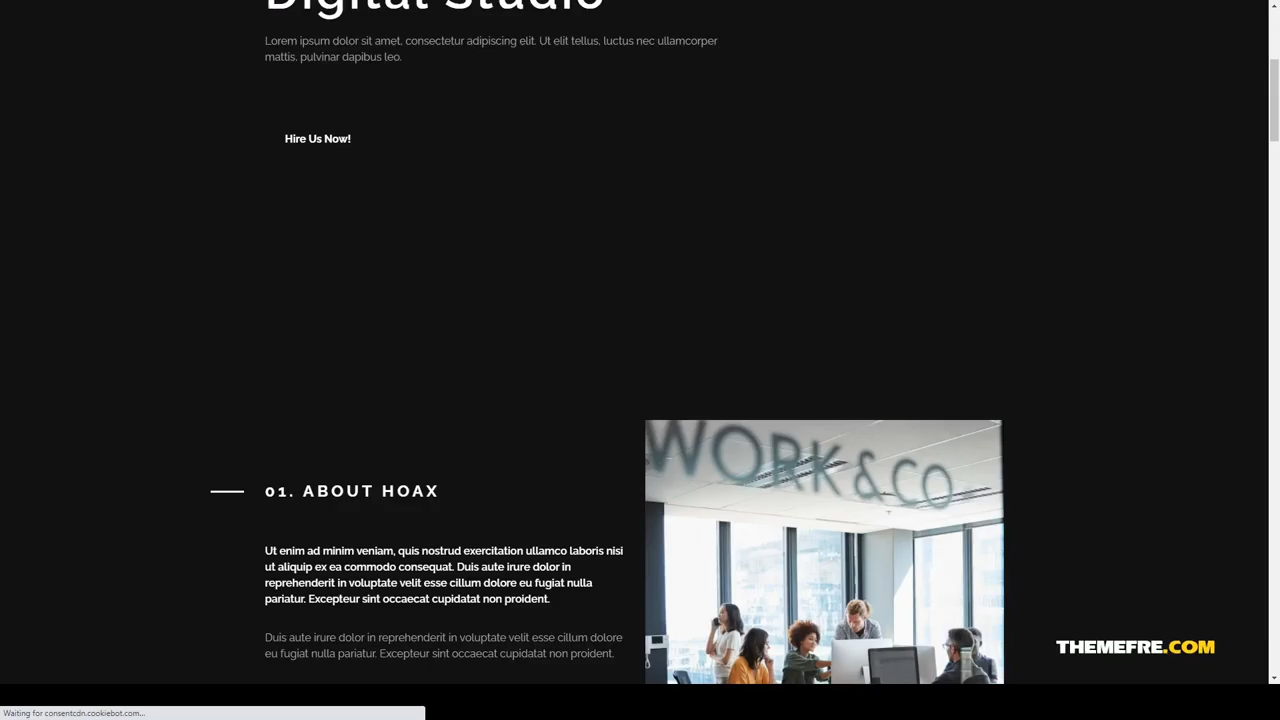 Digital Studio
Lorem ipsum dolor sit amet, consectetur adipiscing elit. Ut elit tellus, luctus nec ullamcorper
mattis, pulvinar dapibus leo.
Hire Us Now!
WORK & CO
01. ABOUT HOAX
Ut enim ad minim veniam, quis nostrud exercitation ullamco laboris nisi
ut aliquip ex ea commodo consequat. Duis aute irure dolor in
reprehenderit in voluptate velit esse cillum dolore eu fugiat nulla
pariatur. Excepteur sint occaecat cupidatat non proident.
Duis aute irure dolor in reprehenderit in voluptate velit esse cillum dolore
eu fugiat nulla pariatur. Excepteur sint occaecat cupidatat non proident.
THEMEFRE.COM
Waiting for consentcdn.cookiebot.com...